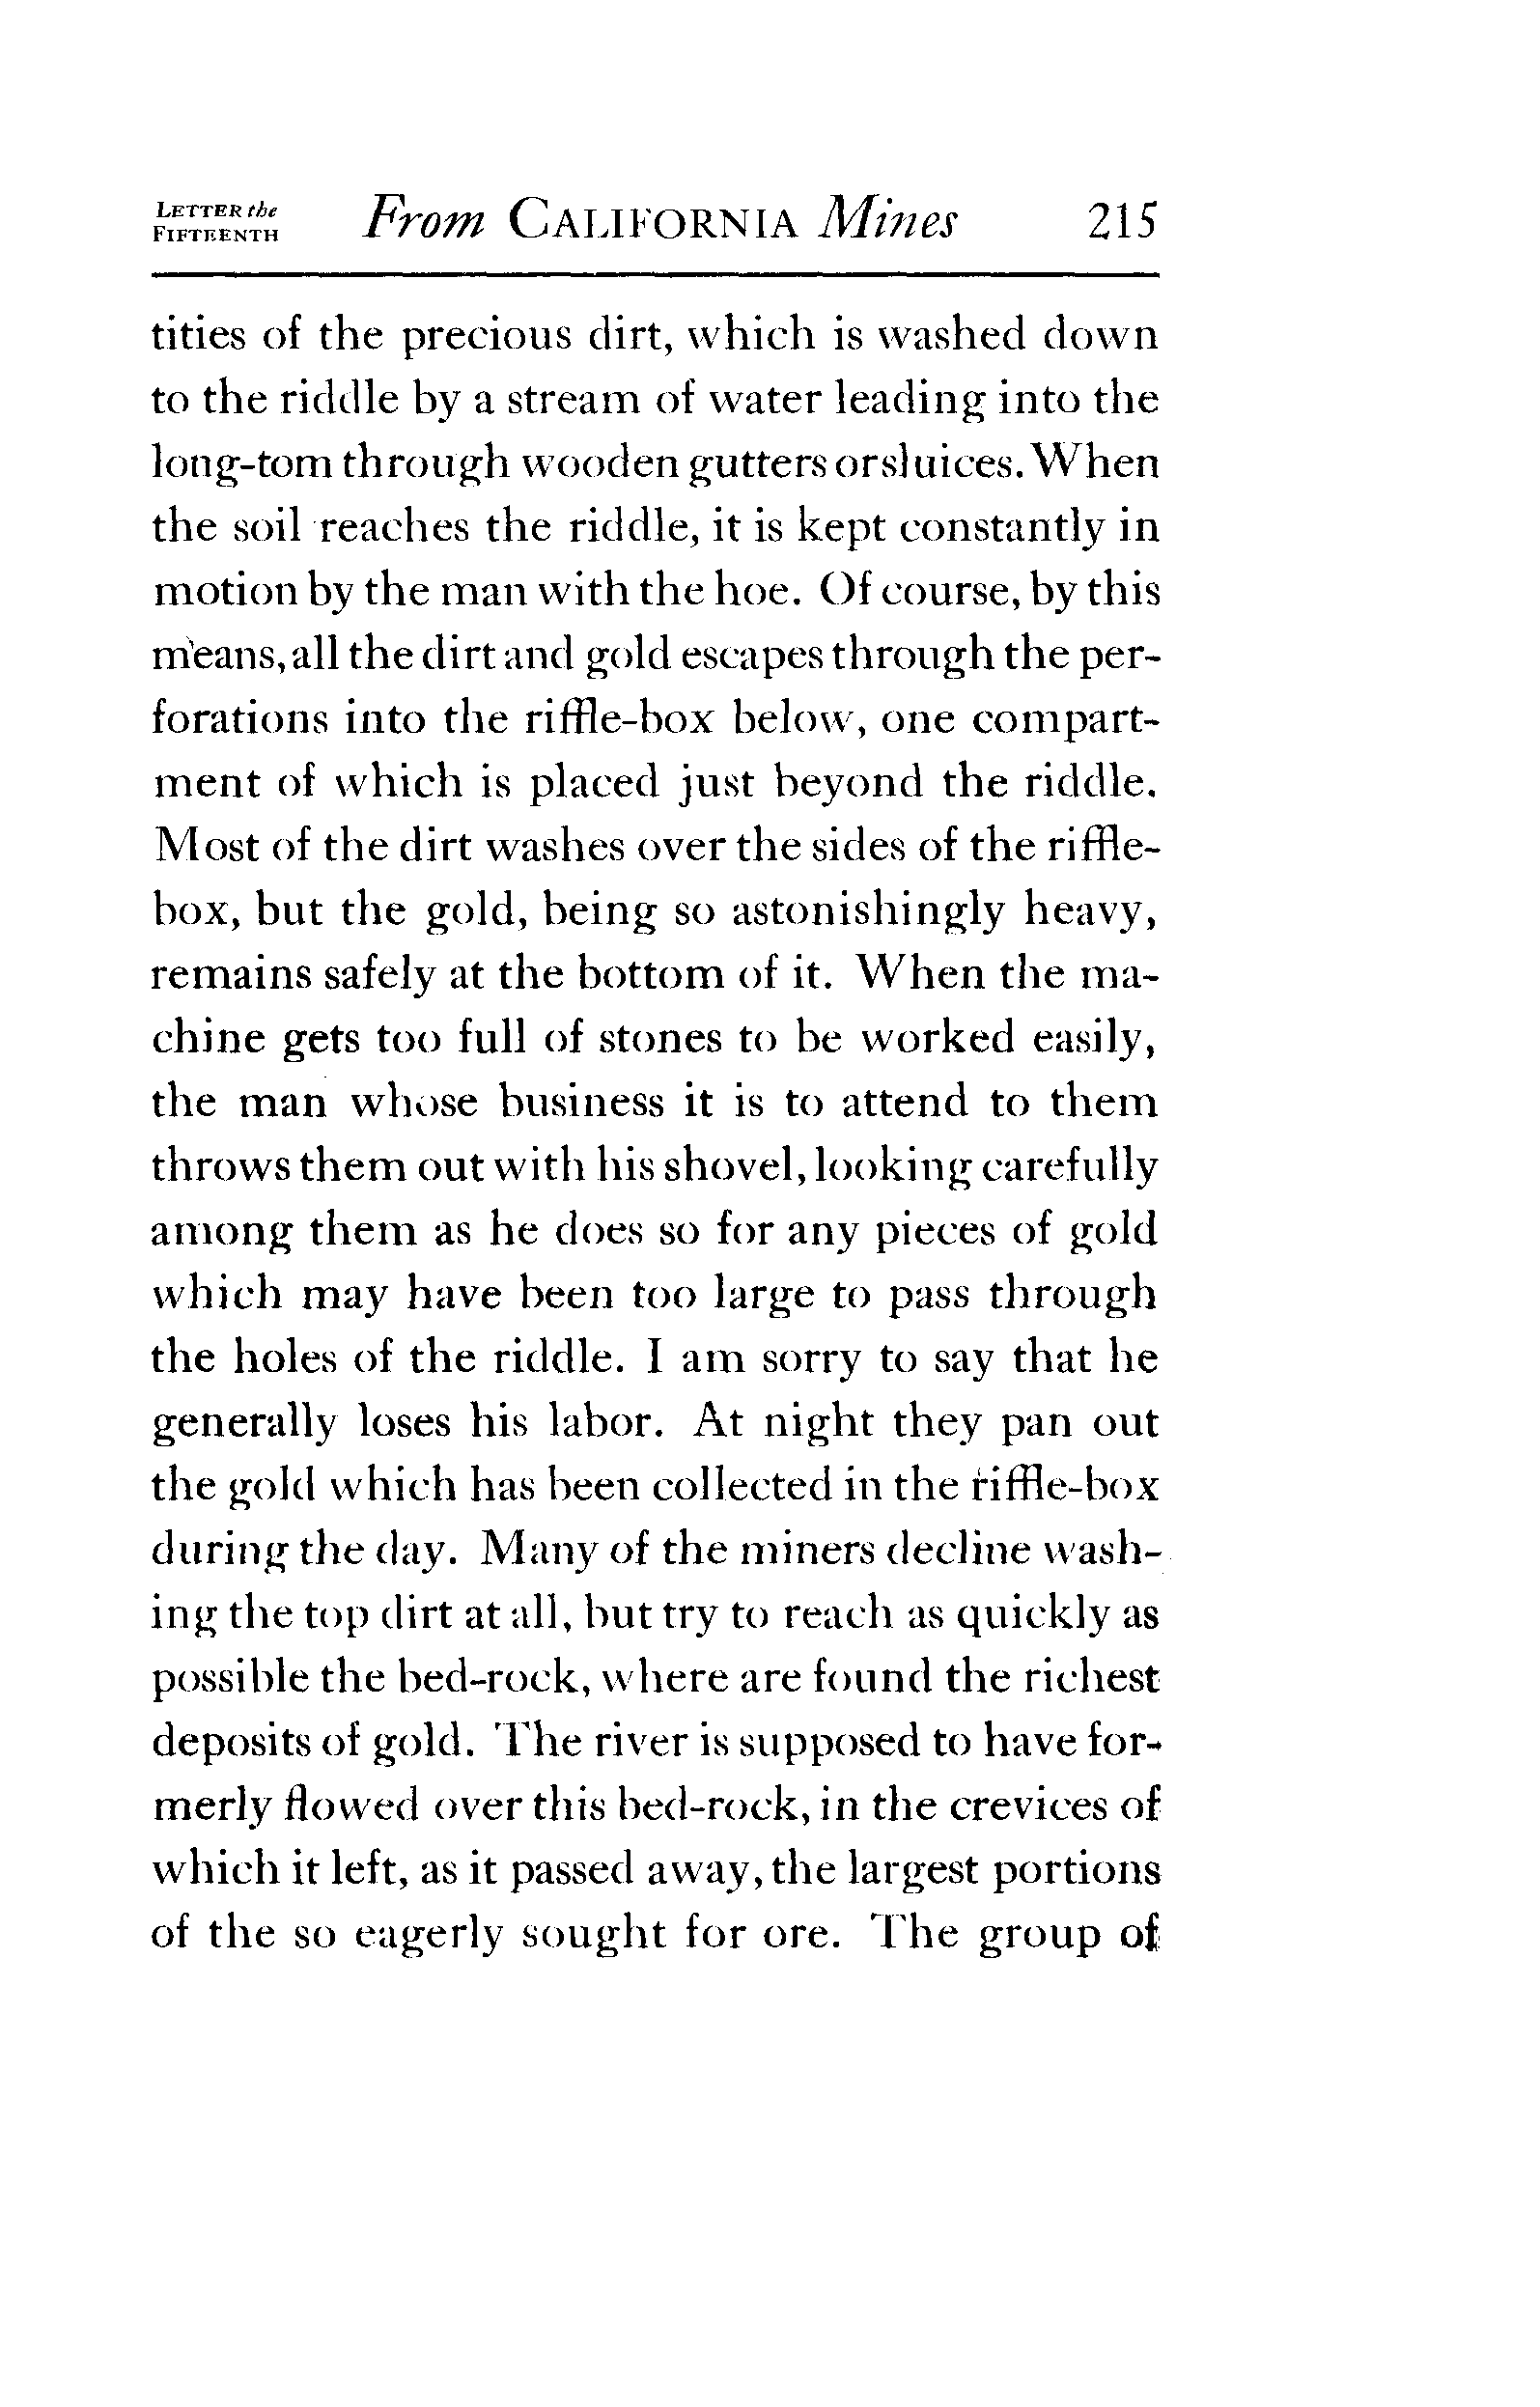 LETTER the
FIFTEENTH
From CALIFORNIA Mines 215
tities of the precious dirt, which is washed down
to the riddle by a stream of water leading into the
long-tom through wooden gutters or sluices. When
the soil reaches the riddle, it is kept constantly in
motion by the man with the hoe. Of course, by this
means, all the dirt and gold escapes through the per-
forations into the riffle-box below, one compart-
ment of which is placed just beyond the riddle.
Most of the dirt washes over the sides of the riffle-
box, but the gold, being so astonishingly heavy,
remains safely at the bottom of it. When the ma-
chine gets too full of stones to be worked easily,
the man whose business it is to attend to them
throws them out with his shovel, looking carefully
among them as he does so for any pieces of gold
which may have been too large to pass through
the holes of the riddle. I am sorry to say that he
generally loses his labor. At night they pan out
the gold which has been collected in the riffle-box
during the day. Many of the miners decline wash-
ing the top dirt at all, but try to reach as quickly as
possible the bed-rock, where are found the richest
deposits of gold. The river is supposed to have for-
merly flowed over this bed-rock, in the crevices of
which it left, as it passed away, the largest portions
of the so eagerly sought for ore. The group of